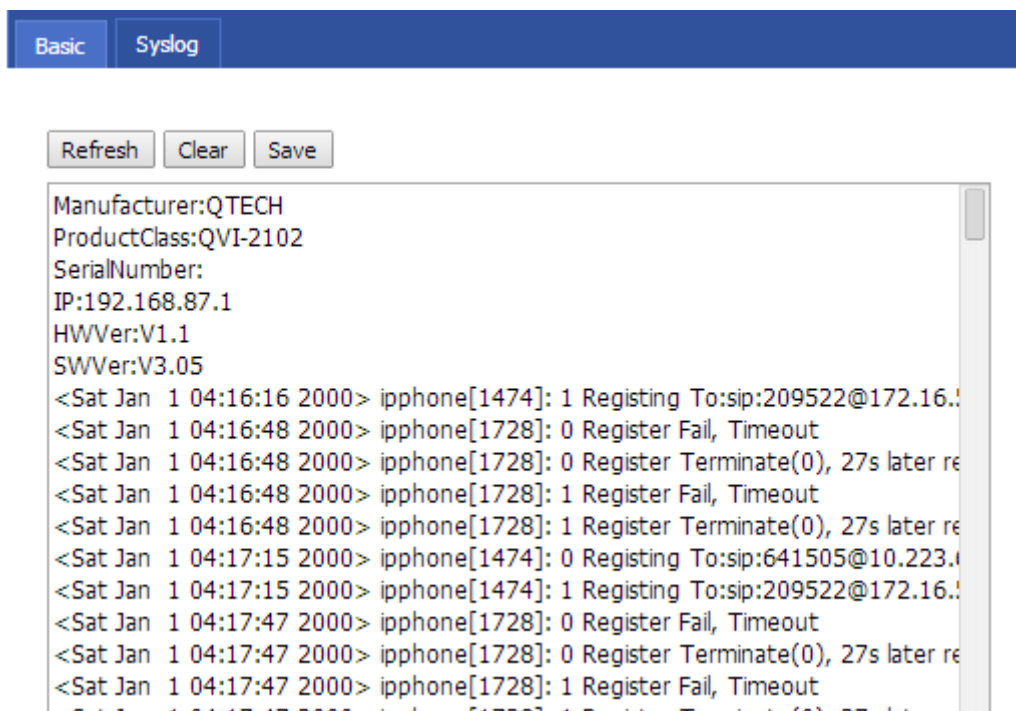 Basic Syslog
Refresh Clear Save
Manufacturer:QTECH
ProductClass:QVI-2102
SerialNumber:
IP:192.168.87.1
HWVer:V1.1
SWVer:V3.05
<Sat Jan  1 04:16:16 2000> ipphone[1474]: 1 Registing To:sip:209522@172.16.
<Sat Jan  1 04:16:48 2000> ipphone[1728]: 0 Register Fail, Timeout
<Sat Jan  1 04:16:48 2000> ipphone[1728]: 0 Register Terminate(0), 27s later re
<Sat Jan  1 04:16:48 2000> ipphone[1728]: 1 Register Fail, Timeout
<Sat Jan  1 04:16:48 2000> ipphone[1728]: 1 Register Terminate(0), 27s later re
<Sat Jan  1 04:17:15 2000> ipphone[1474]: 0 Registing To:sip:641505@10.223.
<Sat Jan  1 04:17:15 2000> ipphone[1474]: 1 Registing To:sip:209522@172.16.
<Sat Jan  1 04:17:47 2000> ipphone[1728]: 0 Register Fail, Timeout
<Sat Jan  1 04:17:47 2000> ipphone[1728]: 0 Register Terminate(0), 27s later re
<Sat Jan  1 04:17:47 2000> ipphone[1728]: 1 Register Fail, Timeout